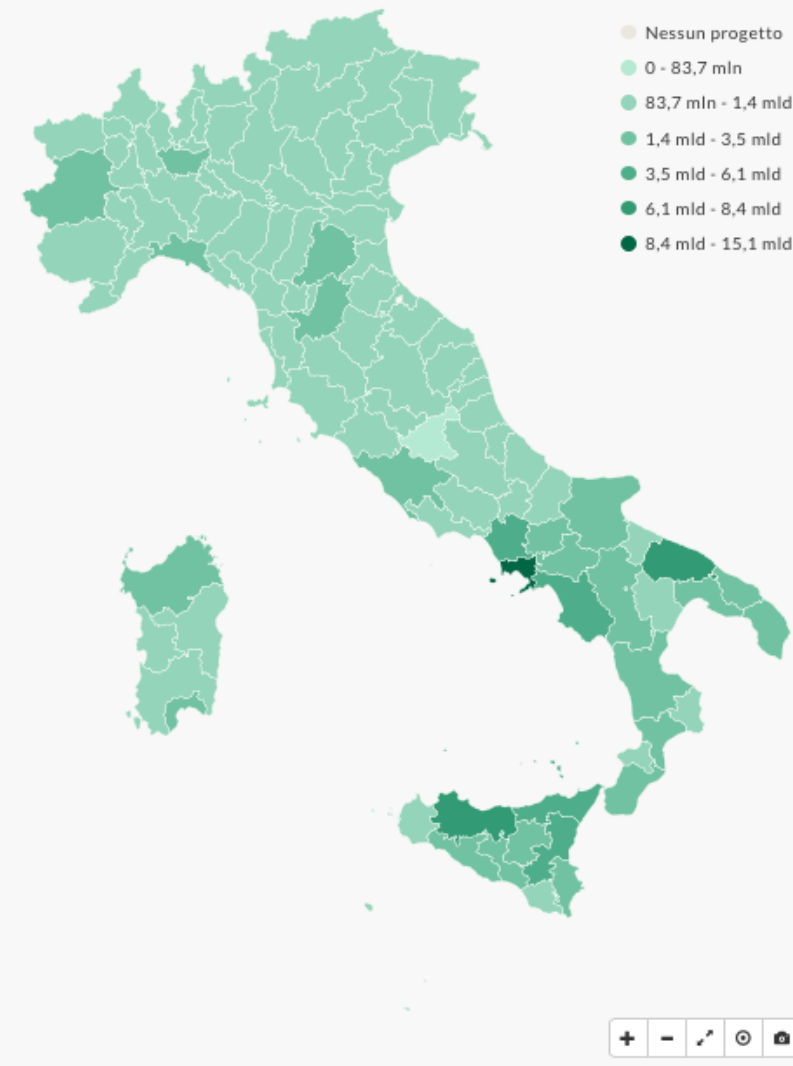 Nessun progetto
0 - 83,7 mln
83,7 mln - 1,4 mld
1,4 mld - 3,5 mld
3,5 mld - 6,1 mld
6,1 mld - 8,4 mld
8,4 mld - 15,1 mld